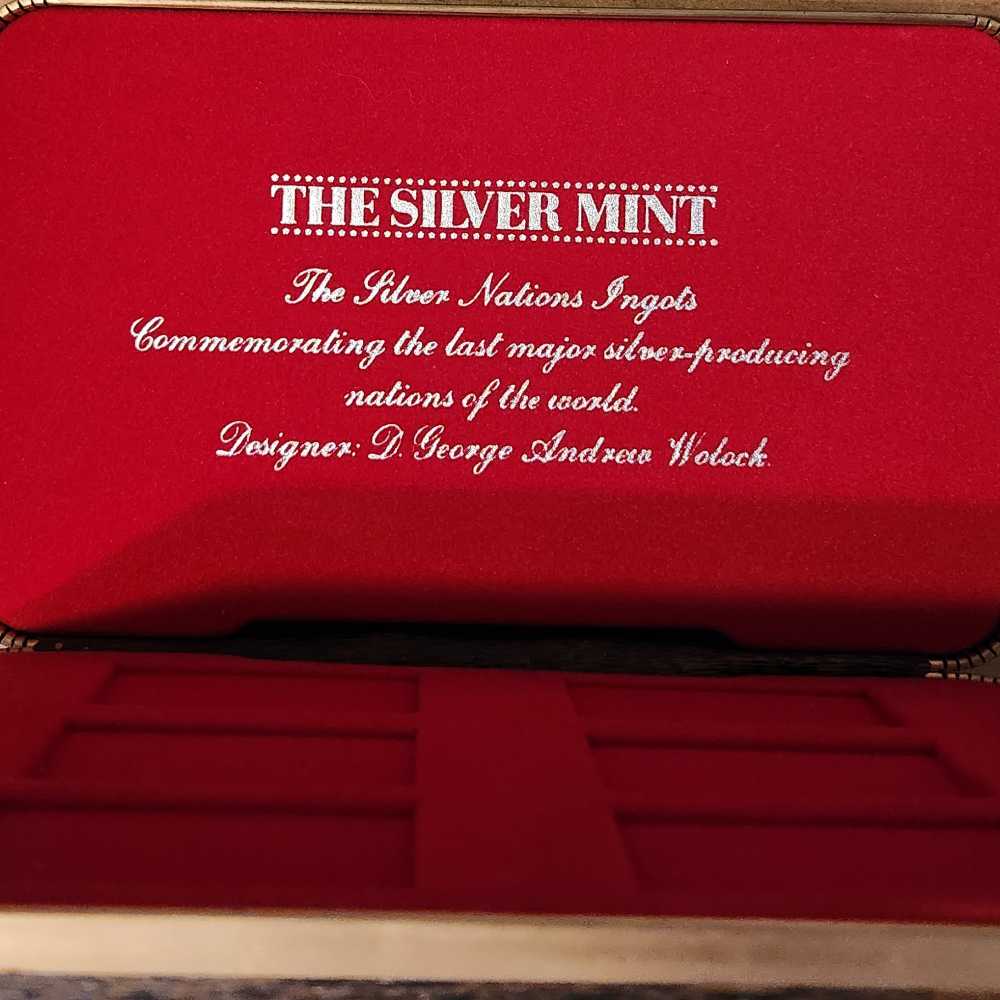 THE SILVER MINT
The Silver Nations Ingots
Commemorating the last major silver-producing
nations of the world.
Designer: D. George Andrew Wolock.